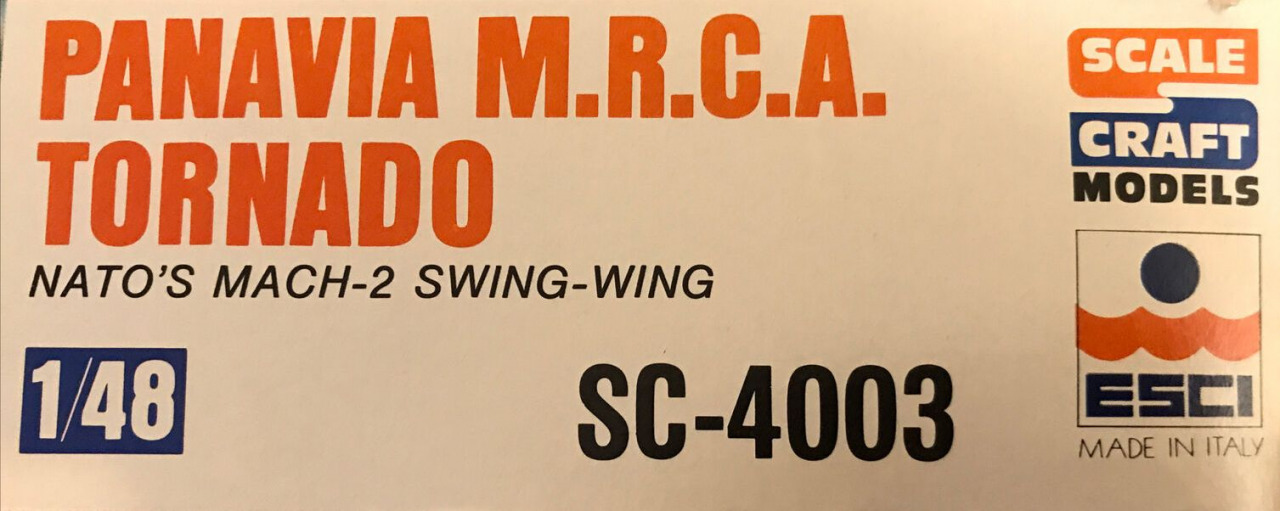 PANAVIA M.R.C.A.
TORNADO
NATO'S MACH-2 SWING-WING
1/48
SC-4003
SCALE
CRAFT
MODELS
ESCI
MADE IN ITALY